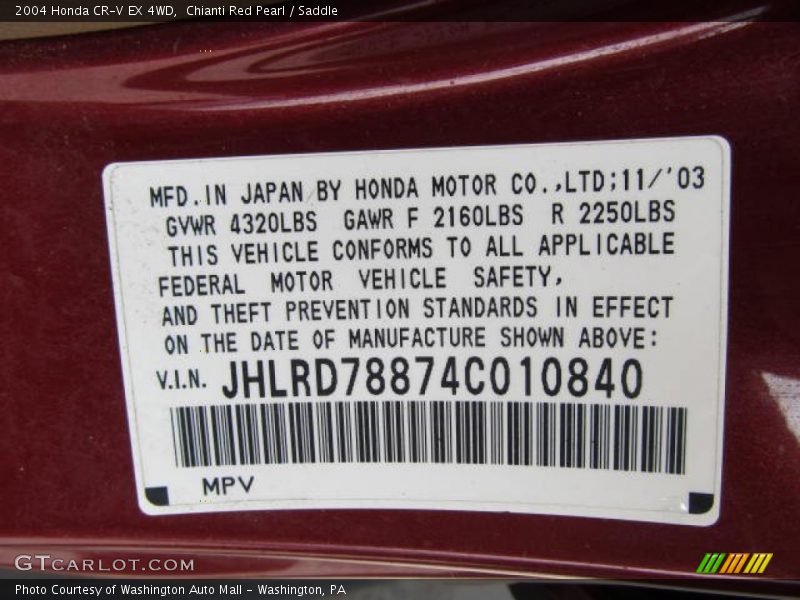 2004 Honda CR-V EX 4WD,  Chianti Red Pearl / Saddle
MFD.IN JAPAN BY HONDA MOTOR CO.,LTD;11/'03
GVWR 4320LBS  GAWR F 2160LBS  R 2250LBS
THIS VEHICLE CONFORMS TO ALL APPLICABLE
FEDERAL MOTOR VEHICLE SAFETY,
AND THEFT PREVENTION STANDARDS IN EFFECT
ON THE DATE OF MANUFACTURE SHOWN ABOVE:
V.I.N. JHLRD78874C010840
MPV
GTCARLOT.COM
Photo Courtesy of Washington Auto Mall - Washington, PA